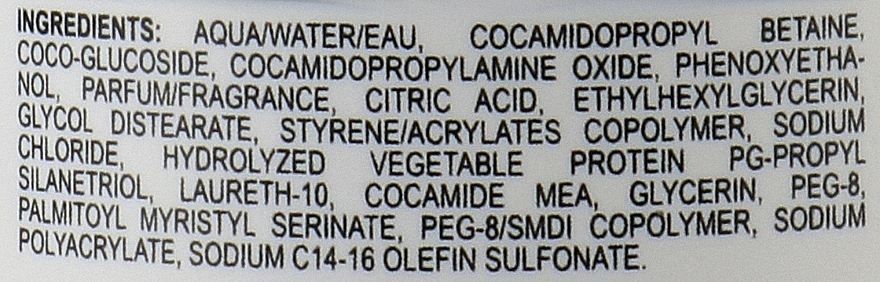 INGREDIENTS: AQUA/WATER/EAU, COCAMIDOPROPYL BETAINE,
COCO-GLUCOSIDE, COCAMIDOPROPYLAMINE OXIDE, PHENOXYETHA-
NOL, PARFUM/FRAGRANCE, CITRIC ACID, ETHYLHEXYLGLYCERIN,
GLYCOL DISTEARATE, STYRENE/ACRYLATES COPOLYMER, SODIUM
CHLORIDE, HYDROLYZED VEGETABLE PROTEIN PG-PROPYL
SILANETRIOL, LAURETH-10, COCAMIDE MEA, GLYCERIN, PEG-8,
PALMITOYL MYRISTYL SERINATE, PEG-8/SMDI COPOLYMER, SODIUM
POLYACRYLATE, SODIUM C14-16 OLEFIN SULFONATE.